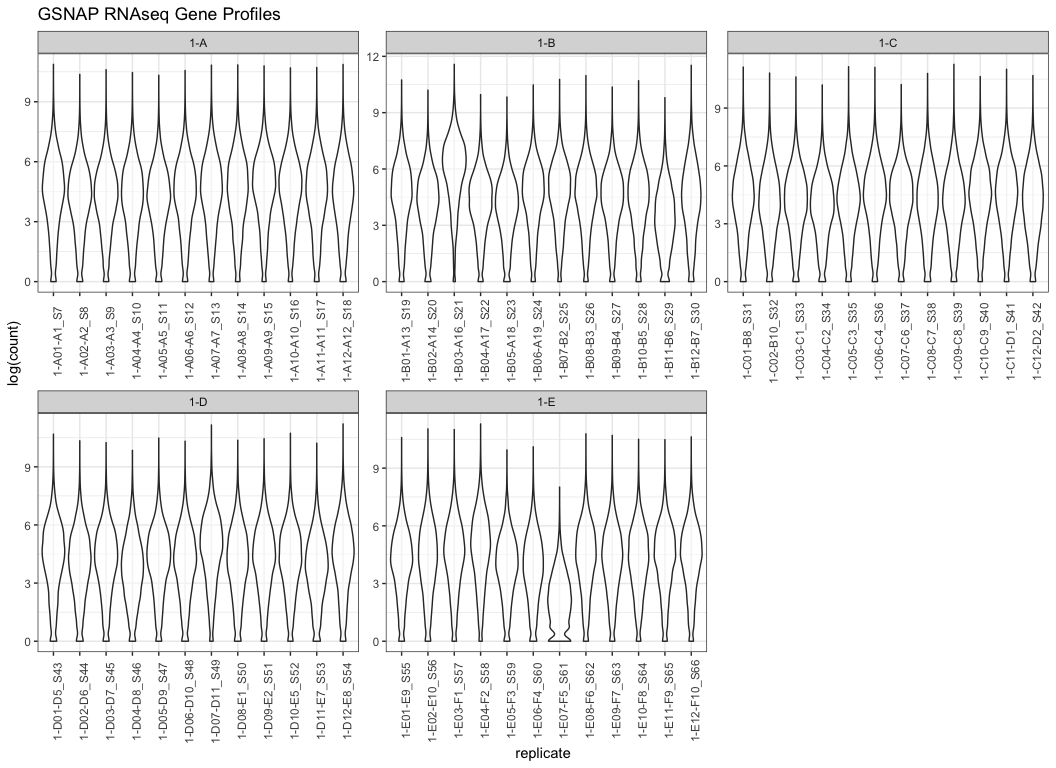 GSNAP RNAseq Gene Profiles
1-A
1-B
1-C
9
6
3
0
12
9
6
3
0
9
6
3
0
1-A01-A1_S7
1-A02-A2_S8
1-A03-A3_S9
1-A04-A4_S10
1-A05-A5_S11
1-A06-A6_S12
1-A07-A7_S13
1-A08-A8_S14
1-A09-A9_S15
1-A10-A10_S16
1-A11-A11_S17
1-A12-A12_S18
1-B01-A13_S19
1-B02-A14_S20
1-B03-A16_S21
1-B04-A17_S22
1-B05-A18_S23
1-B06-A19_S24
1-B07-B2_S25
1-B08-B3_S26
1-B09-B4_S27
1-B10-B5_S28
1-B11-B6_S29
1-B12-B7_S30
1-C01-B8_S31
1-C02-B10_S32
1-C03-C1_S33
1-C04-C2_S34
1-C05-C3_S35
1-C06-C4_S36
1-C07-C6_S37
1-C08-C7_S38
1-C09-C8_S39
1-C10-C9_S40
1-C11-D1_S41
1-C12-D2_S42
log(count)
1-D
1-E
9
6
3
0
9
6
3
0
1-D01-D5_S43
1-D02-D6_S44
1-D03-D7_S45
1-D04-D8_S46
1-D05-D9_S47
1-D06-D10_S48
1-D07-D11_S49
1-D08-E1_S50
1-D09-E2_S51
1-D10-E5_S52
1-D11-E7_S53
1-D12-E8_S54
1-E01-E9_S55
1-E02-E10_S56
1-E03-F1_S57
1-E04-F2_S58
1-E05-F3_S59
1-E06-F4_S60
1-E07-F5_S61
1-E08-F6_S62
1-E09-F7_S63
1-E10-F8_S64
1-E11-F9_S65
1-E12-F10_S66
replicate